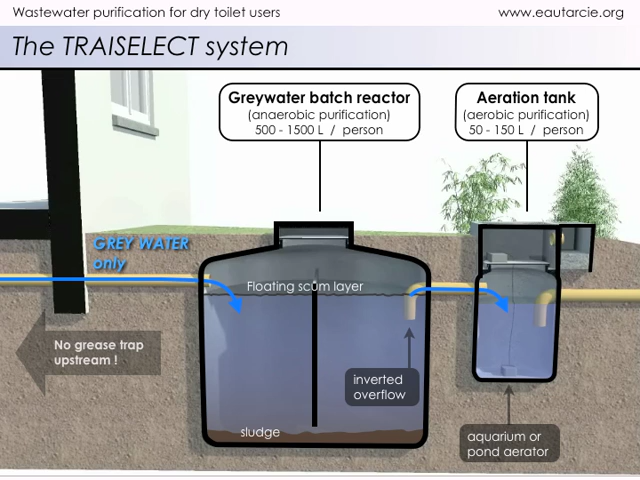 Wastewater purification for dry toilet users
www.eautarcie.org
The TRAISELECT system
Greywater batch reactor
(anaerobic purification)
500 - 1500 L / person
Aeration tank
(aerobic purification)
50 - 150 L / person
GREY WATER
only
Floating scum layer
No grease trap
upstream !
inverted
overflow
sludge
aquarium or
pond aerator